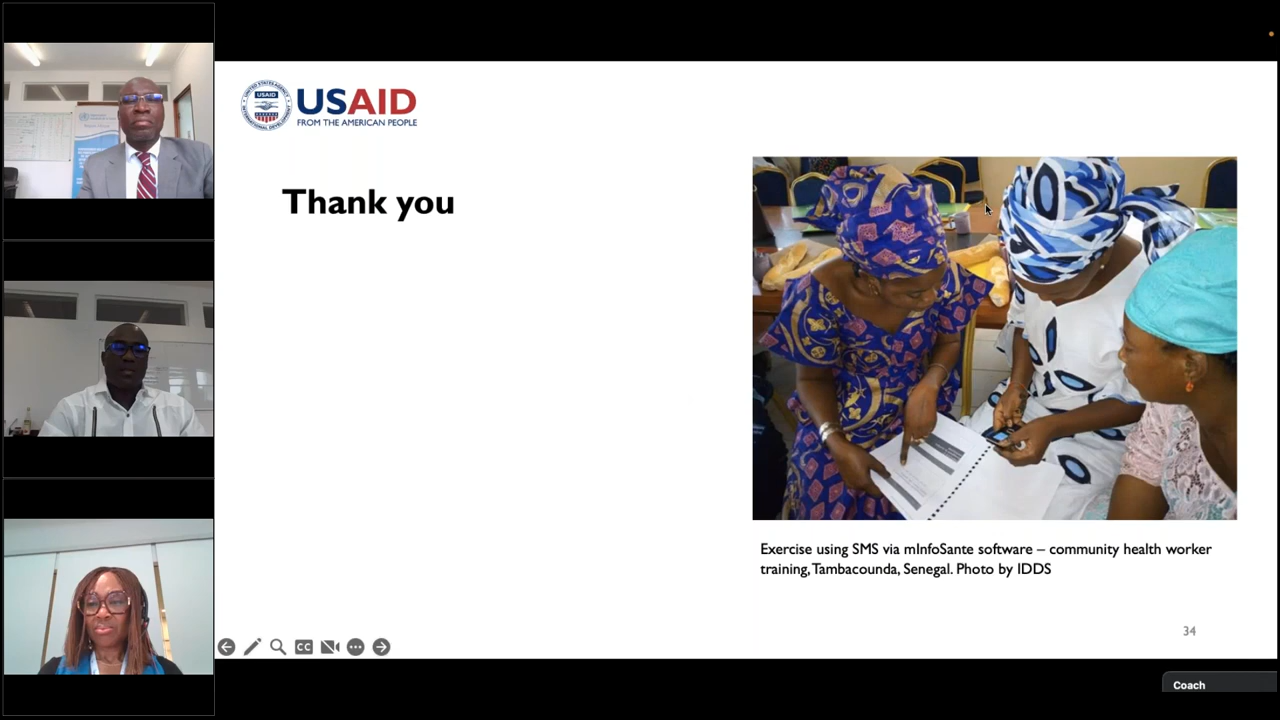 USAID
FROM THE AMERICAN PEOPLE
Thank you
Exercise using SMS via mInfoSante software – community health worker
training, Tambacounda, Senegal. Photo by IDDS
34
CC
Coach